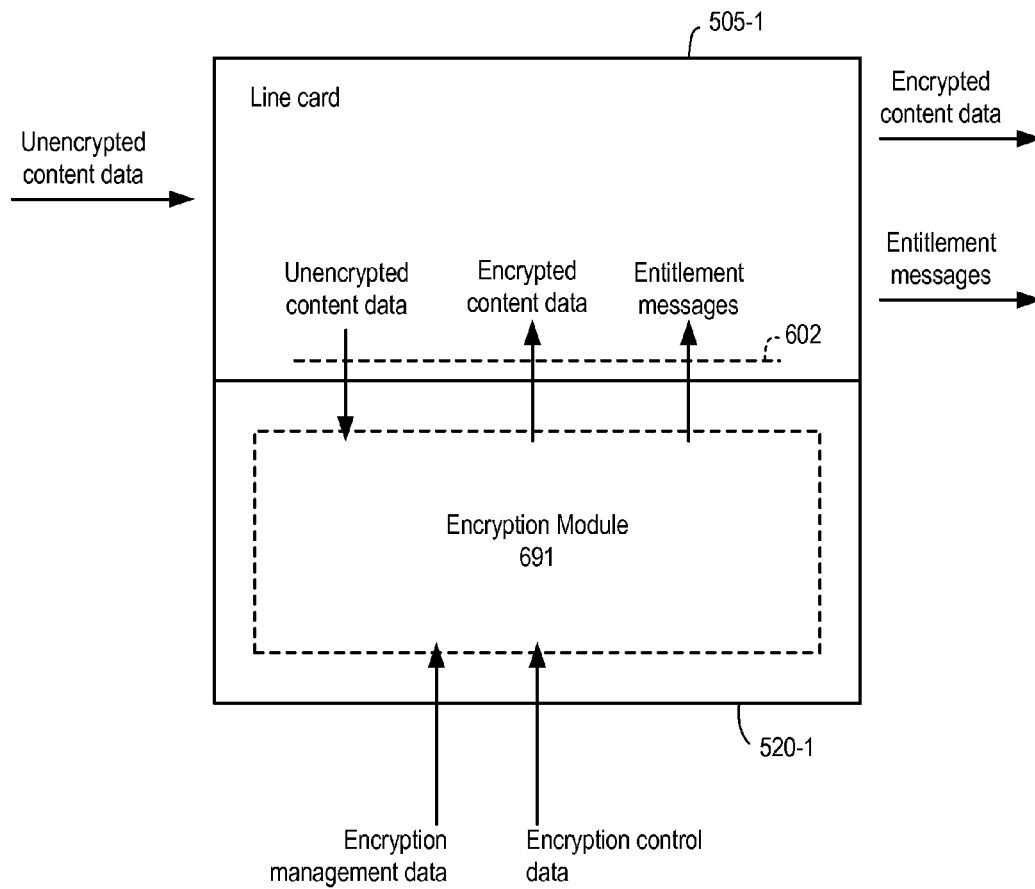 505-1
Line card
Unencrypted
content data
Encrypted
content data
Entitlement
messages
Unencrypted
content data
Encrypted
content data
Entitlement
messages
602
Encryption Module
691
520-1
Encryption
management data
Encryption control
data